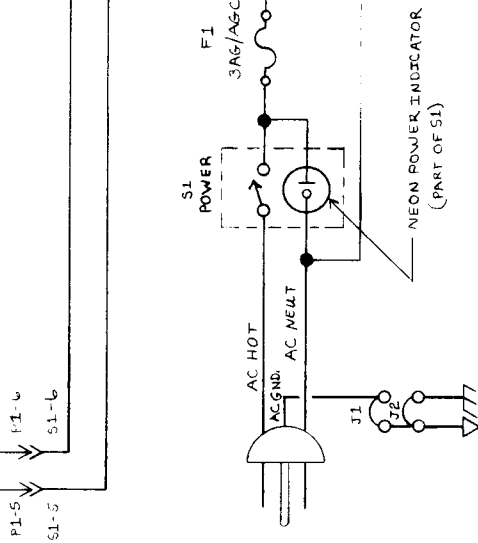 F1
3AG/AGC
S1
POWER
NEON POWER INDICATOR
(PART OF S1)
AC HOT
AC NEUT
AC GND.
J1
J2
P1-6
S1-6
P1-5
S1-5